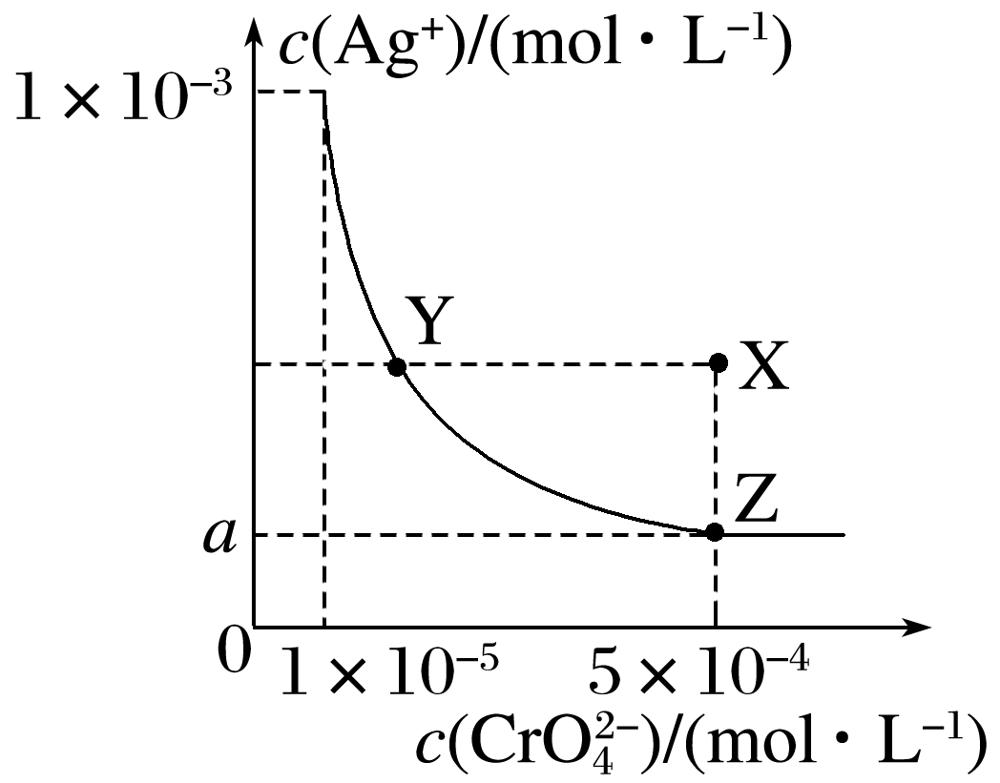 c(Ag⁺)/(mol · L⁻¹)
1 × 10⁻³
Y
X
Z
a
0
1 × 10⁻⁵
5 × 10⁻⁴
c(CrO₄²⁻)/(mol · L⁻¹)